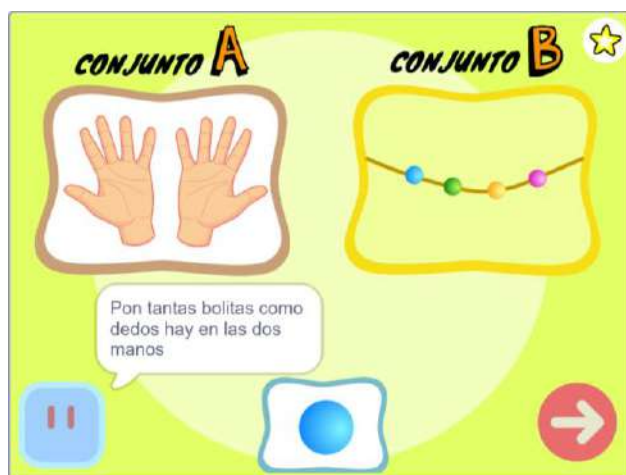 CONJUNTO A
CONJUNTO B
Pon tantas bolitas como
dedos hay en las dos
manos